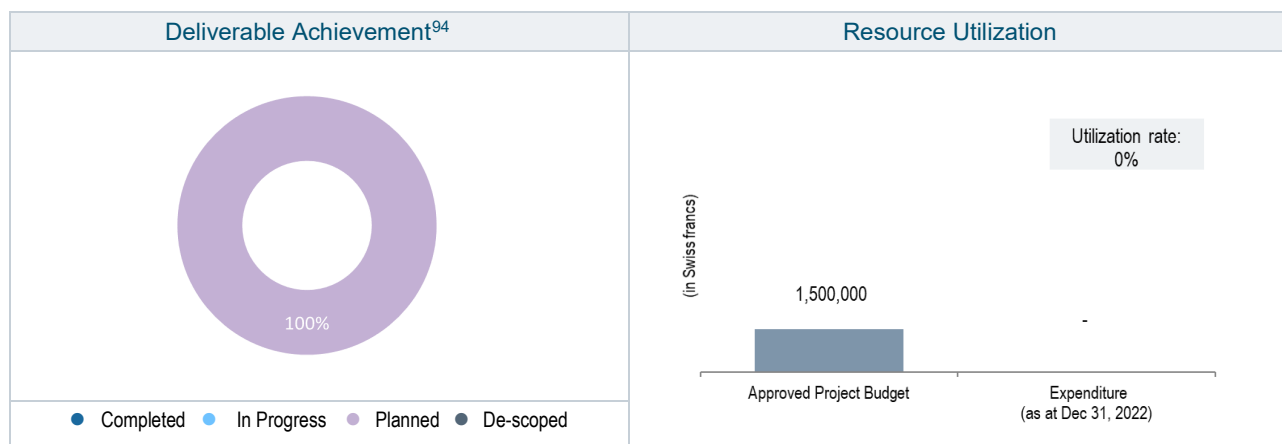 Deliverable Achievement94
Resource Utilization
100%
Completed
In Progress
Planned
De-scoped
Utilization rate:
0%
(in Swiss francs)
1,500,000
-
Approved Project Budget
Expenditure
(as at Dec 31, 2022)